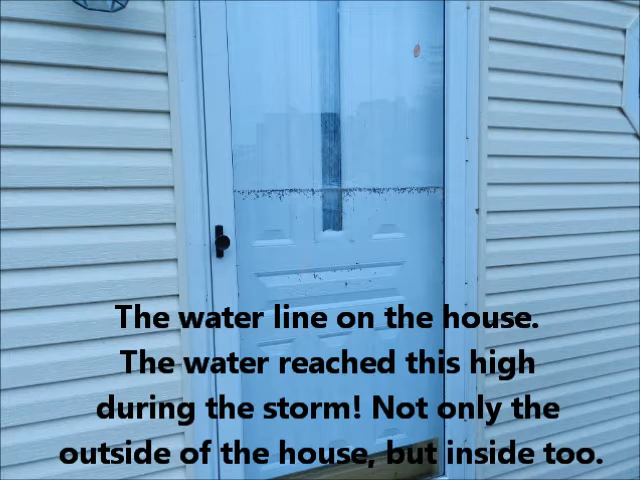 The water line on the house.
The water reached this high
during the storm! Not only the
outside of the house, but inside too.